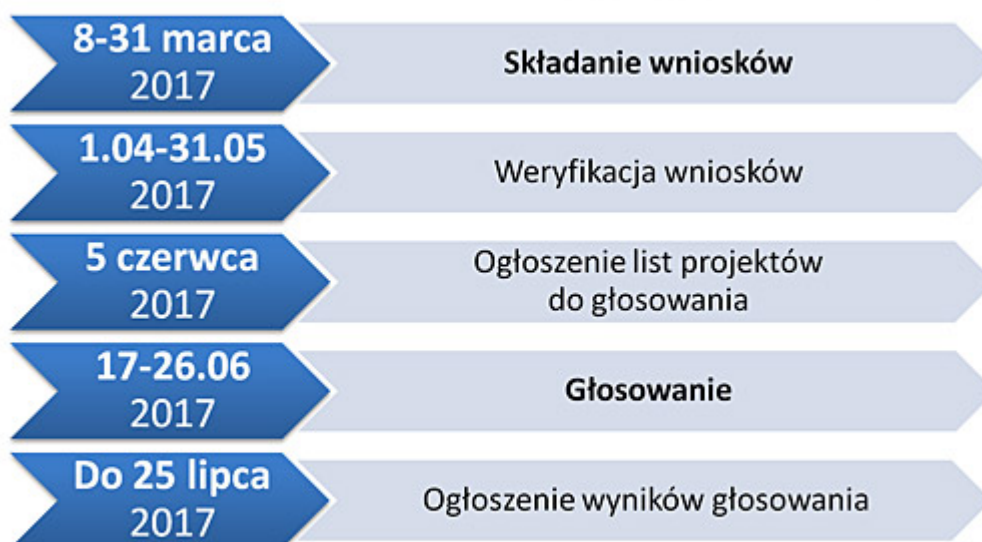 8-31 marca
2017
Składanie wniosków
1.04-31.05
2017
Weryfikacja wniosków
5 czerwca
2017
Ogłoszenie list projektów
do głosowania
17-26.06
2017
Głosowanie
Do 25 lipca
2017
Ogłoszenie wyników głosowania